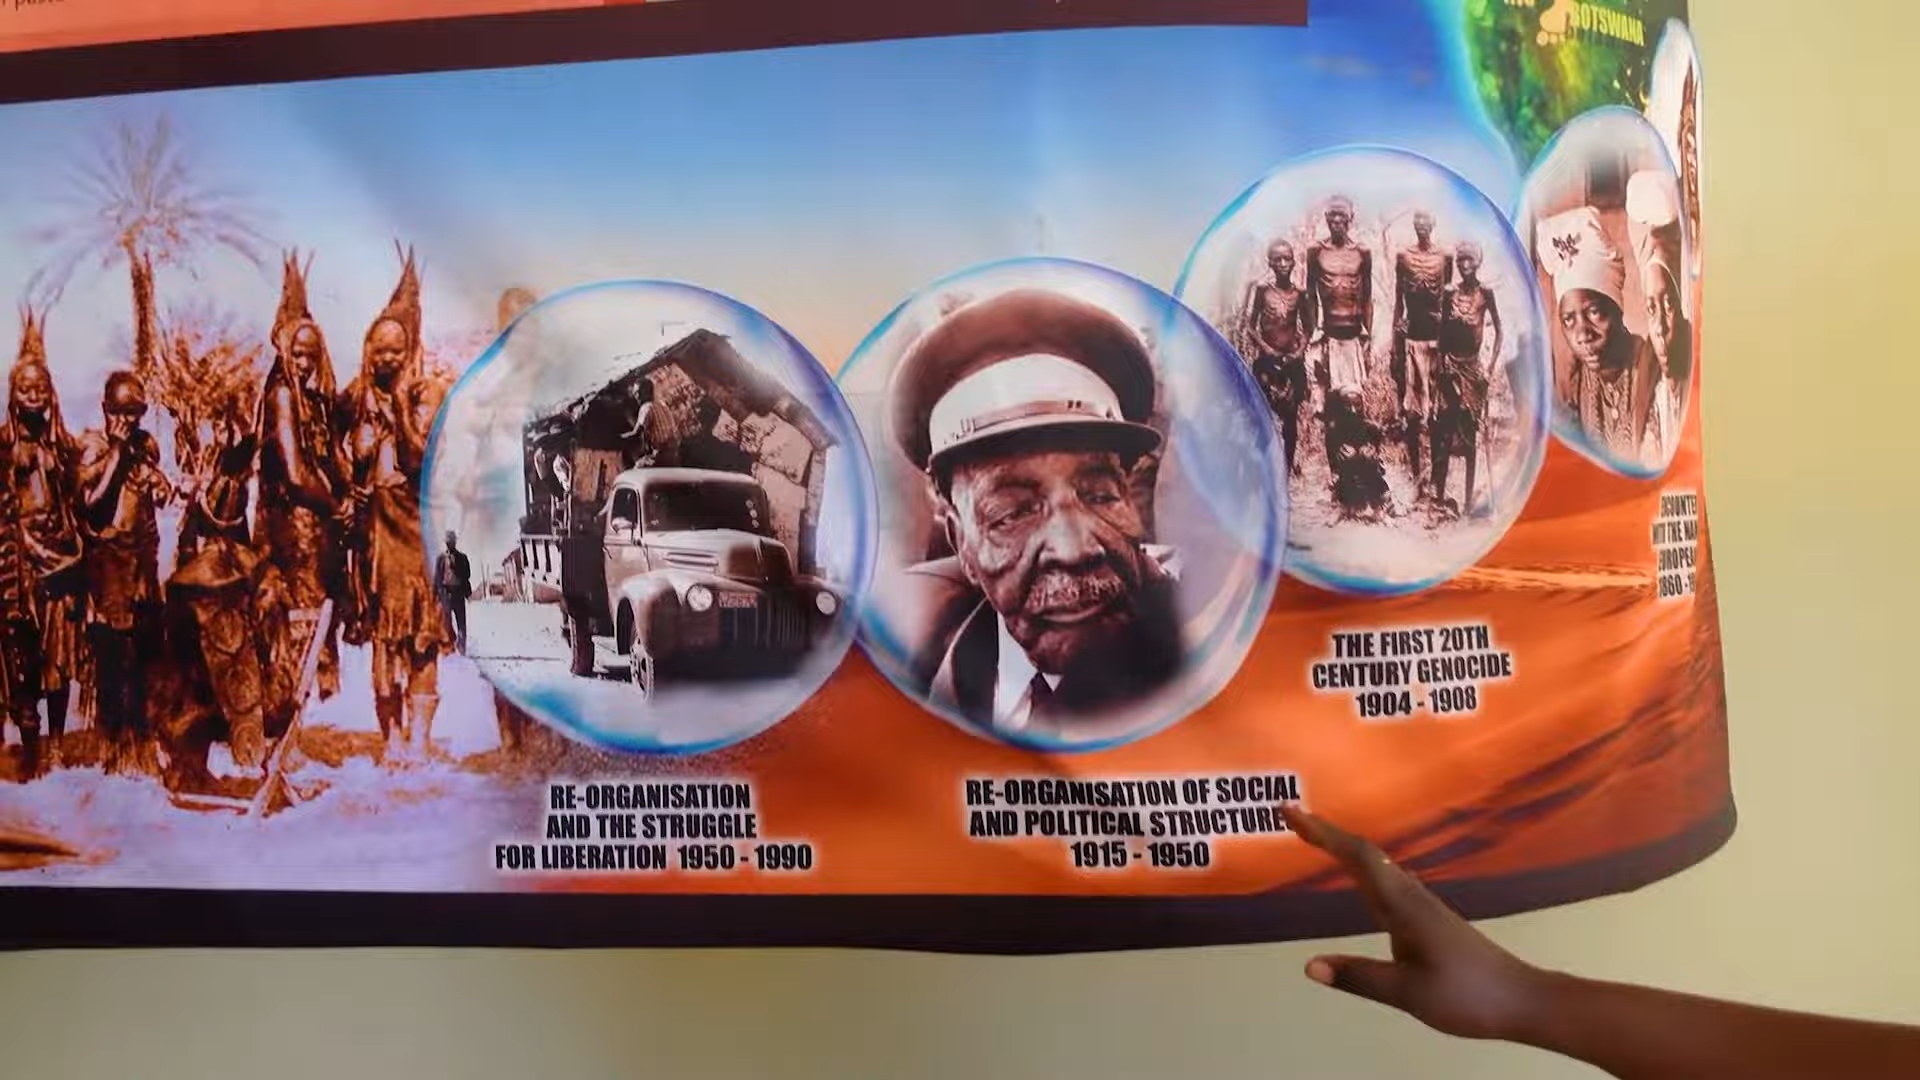 BOTSWANA
RE-ORGANISATION
AND THE STRUGGLE
FOR LIBERATION 1950 - 1990
RE-ORGANISATION OF SOCIAL
AND POLITICAL STRUCTURES
1915 - 1950
THE FIRST 20TH
CENTURY GENOCIDE
1904 - 1908